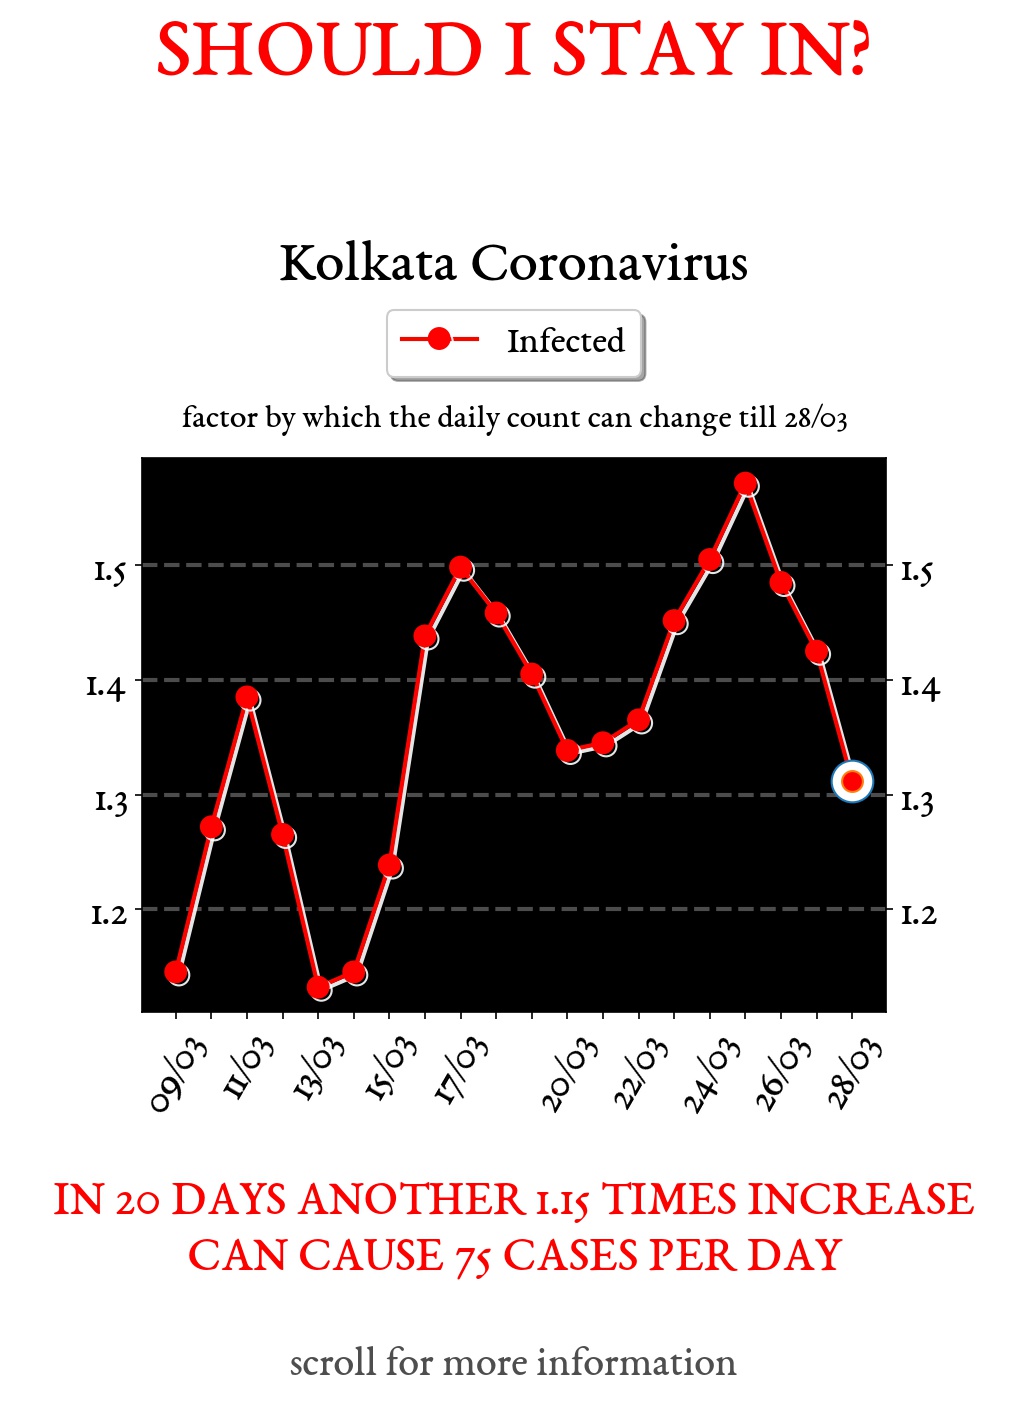 SHOULD I STAY IN?
Kolkata Coronavirus
Infected
factor by which the daily count can change till 28/03
1.5 1.5
1.4 1.4
1.3 1.3
1.2 1.2
09/03 11/03 13/03 15/03 17/03 20/03 22/03 24/03 26/03 28/03
IN 20 DAYS ANOTHER 1.15 TIMES INCREASE
CAN CAUSE 75 CASES PER DAY
scroll for more information